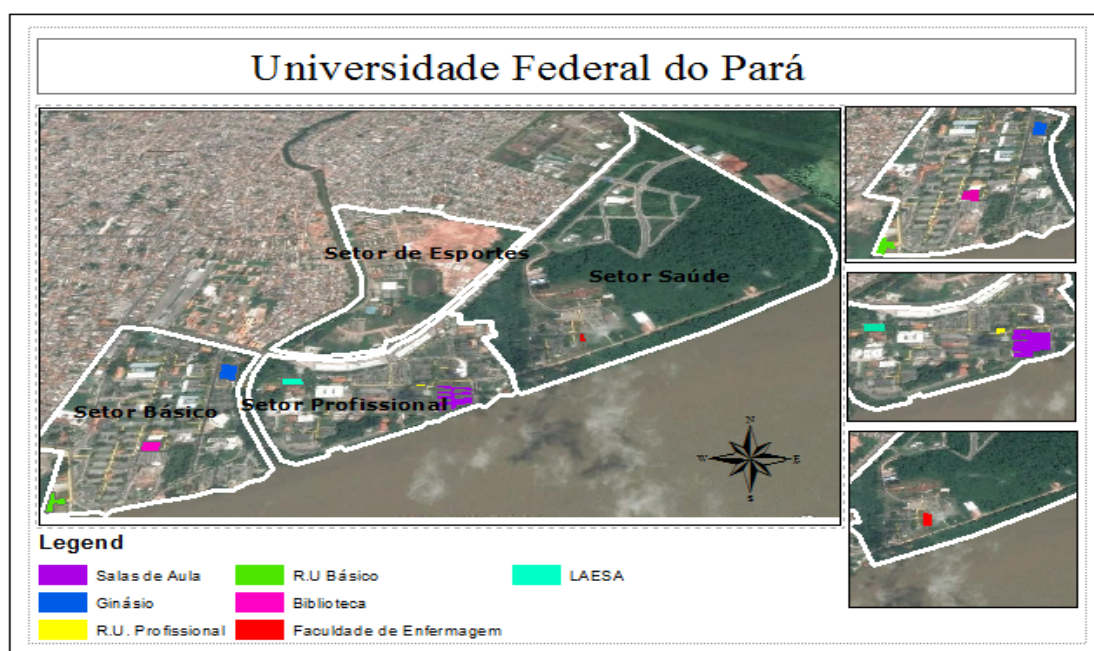 Universidade Federal do Pará
Setor de Esportes
Setor Saúde
Setor Básico
Setor Profissional
N
W
E
S
Legend
Salas de Aula
R.U Básico
LAESA
Ginásio
Biblioteca
R.U. Profissional
Faculdade de Enfermagem